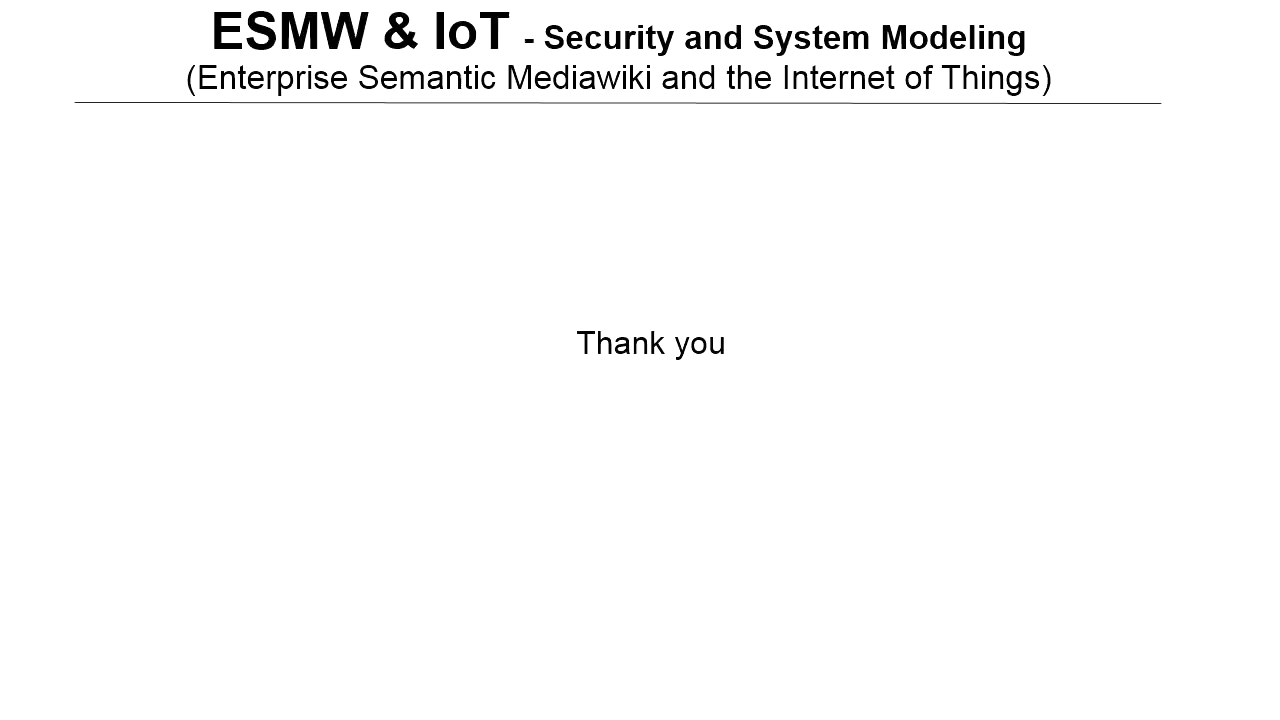 ESMW & IoT - Security and System Modeling
(Enterprise Semantic Mediawiki and the Internet of Things)
Thank you